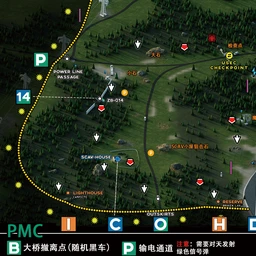 USEC
CHECKPOINT
P
POWER LINE
PASSAGE
14
ZB-014
SCAV-HOUSE
LIGHTHOUSE
RESERVE
OUTSKIRTS
PMC
I C O H D
B 大桥撤离点(随机黑车)
P 输电通道
注意: 需要对天发射
绿色信号弹